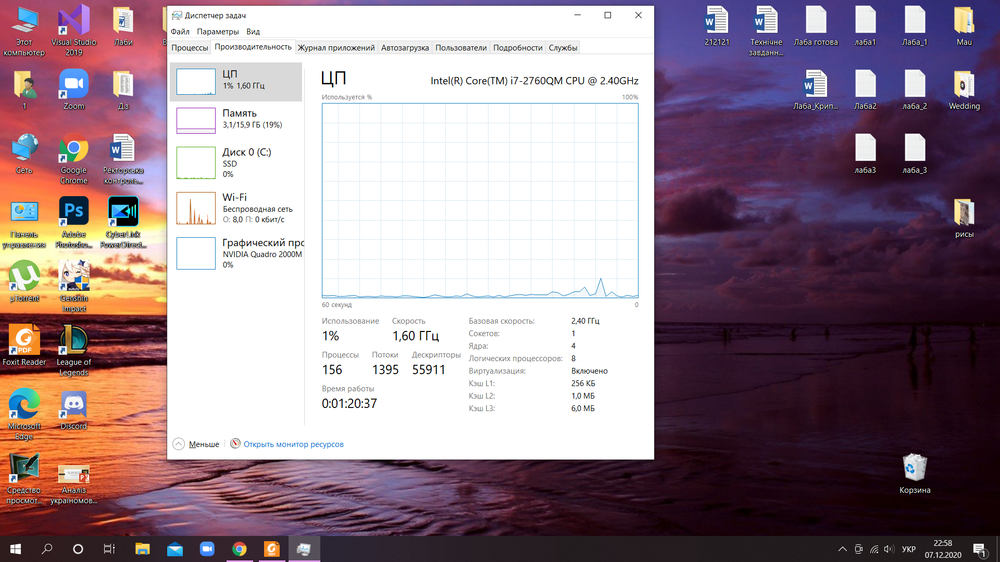 Этот
компьютер
Visual Studio
2019
Лаби
1
Zoom
Д.з
Сеть
Google
Chrome
Ректорська
контроль...
Панель
управления
Adobe
Photosho...
CyberLink
PowerDirect...
µTorrent
Genshin
Impact
Foxit Reader
League of
Legends
Microsoft
Edge
Discord
Средство
просмот...
Аналіз
україномов...
Диспетчер задач
Файл Параметры Вид
Процессы Производительность Журнал приложений Автозагрузка Пользователи Подробности Службы
ЦП
1% 1,60 ГГц
Память
3,1/15,9 ГБ (19%)
Диск 0 (C:)
SSD
0%
Wi-Fi
Беспроводная сеть
О: 8,0 П: 0 кбит/с
Графический прс
NVIDIA Quadro 2000M
0%
ЦП
Intel(R) Core(TM) i7-2760QM CPU @ 2.40GHz
Используется %
100%
60 секунд
0
Использование
1%
Скорость
1,60 ГГц
Процессы
156
Потоки
1395
Дескрипторы
55911
Время работы
0:01:20:37
Базовая скорость: 2,40 ГГц
Сокетов: 1
Ядра: 4
Логических процессоров: 8
Виртуализация: Включено
Кэш L1: 256 КБ
Кэш L2: 1,0 МБ
Кэш L3: 6,0 МБ
Меньше
Открыть монитор ресурсов
212121
Технічне
завданн...
Лаба готова
лаба1
Лаба_1
Mau
Лаба_Крип...
Лаба2
лаба_2
Wedding
лаба3
лаба_3
рисы
Корзина
УКР
22:58
07.12.2020
1